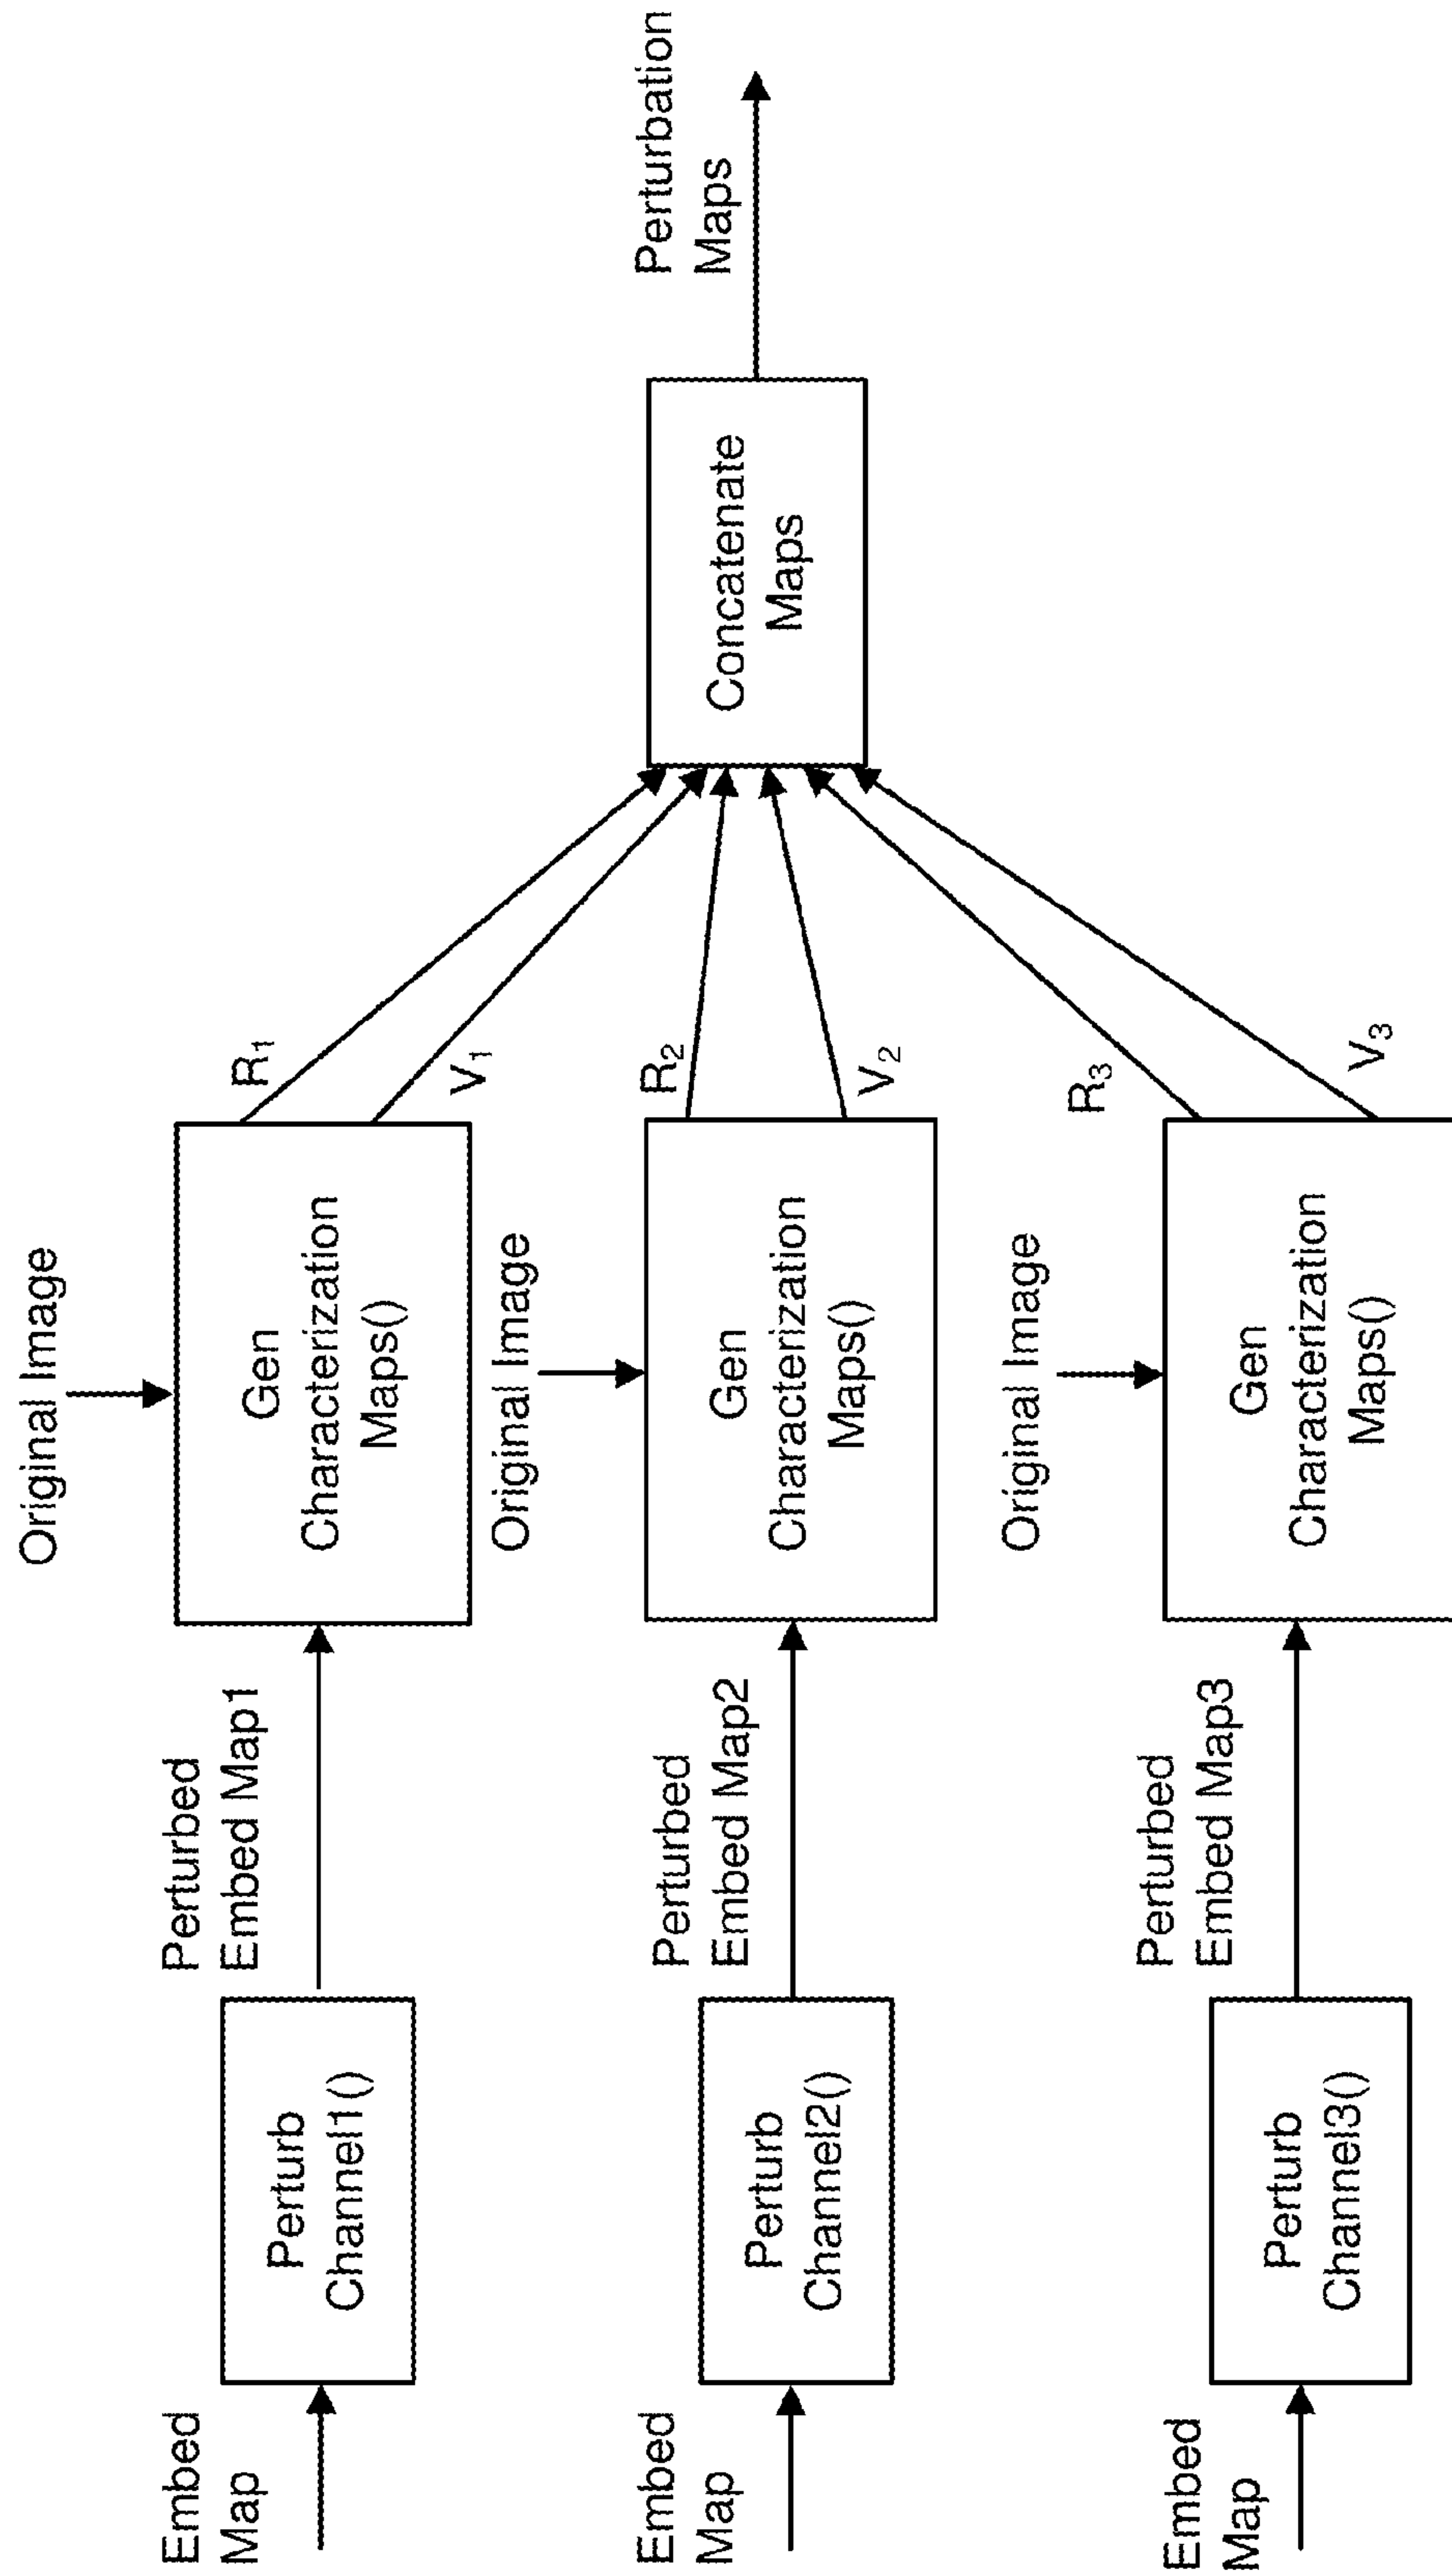 Embed
Map
Perturb
Channel1()
Perturbed
Embed Map1
Original Image
Gen
Characterization
Maps()
R1
V1
Embed
Map
Perturb
Channel2()
Perturbed
Embed Map2
Original Image
Gen
Characterization
Maps()
R2
V2
Embed
Map
Perturb
Channel3()
Perturbed
Embed Map3
Original Image
Gen
Characterization
Maps()
R3
V3
Concatenate
Maps
Perturbation
Maps